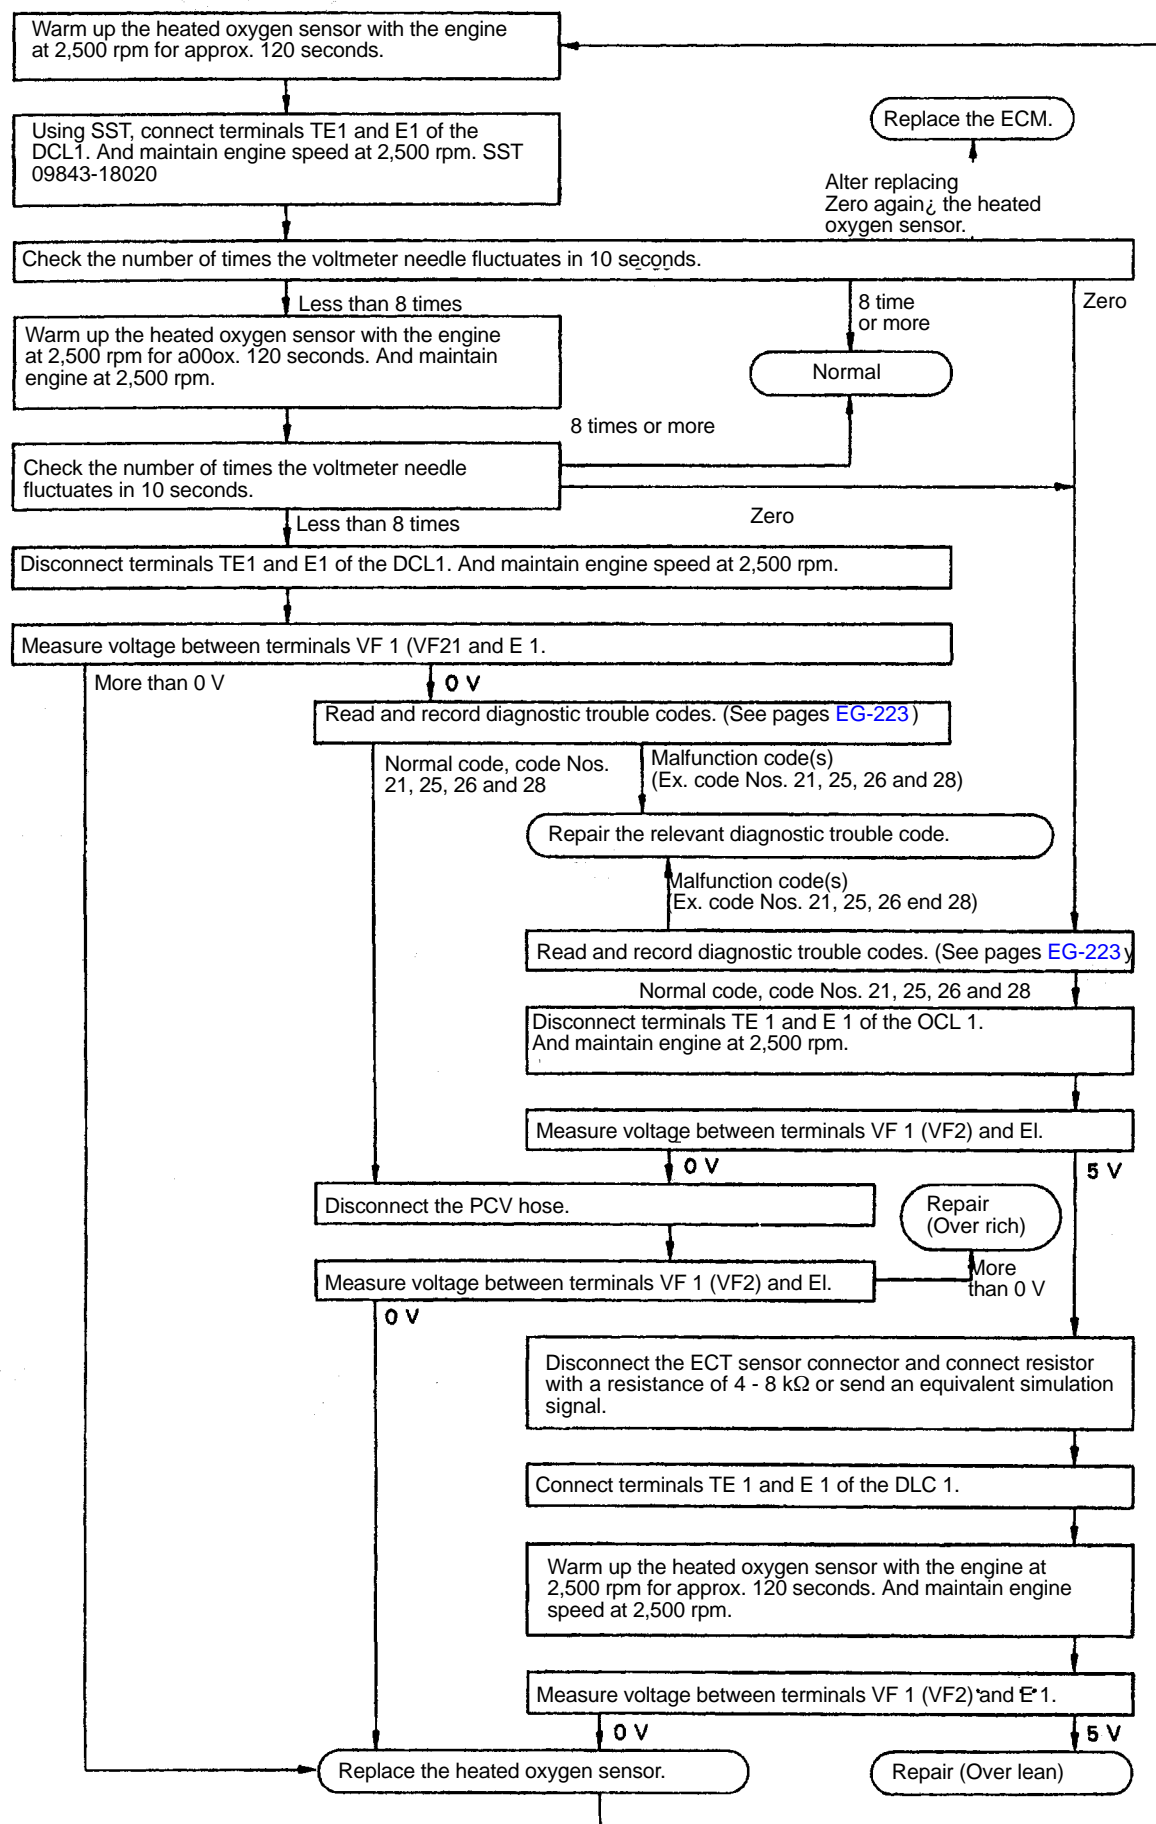 Warm up the heated oxygen sensor with the engine
at 2,500 rpm for approx. 120 seconds.
Using SST, connect terminals TE1 and E1 of the
DCL1. And maintain engine speed at 2,500 rpm. SST
09843-18020
Replace the ECM.
Alter replacing
Zero again¿ the heated
oxygen sensor.
Check the number of times the voltmeter needle fluctuates in 10 seconds.
Less than 8 times
8 time
or more
Zero
Warm up the heated oxygen sensor with the engine
at 2,500 rpm for a00ox. 120 seconds. And maintain
engine at 2,500 rpm.
Normal
8 times or more
Check the number of times the voltmeter needle
fluctuates in 10 seconds.
Less than 8 times
Zero
Disconnect terminals TE1 and E1 of the DCL1. And maintain engine speed at 2,500 rpm.
Measure voltage between terminals VF 1 (VF21 and E 1.
More than 0 V
0 V
Read and record diagnostic trouble codes. (See pages EG-223)
Normal code, code Nos.
21, 25, 26 and 28
Malfunction code(s)
(Ex. code Nos. 21, 25, 26 and 28)
Repair the relevant diagnostic trouble code.
Malfunction code(s)
(Ex. code Nos. 21, 25, 26 end 28)
Read and record diagnostic trouble codes. (See pages EG-223y
Normal code, code Nos. 21, 25, 26 and 28
Disconnect terminals TE 1 and E 1 of the OCL 1.
And maintain engine at 2,500 rpm.
Measure voltage between terminals VF 1 (VF2) and El.
0 V
5 V
Disconnect the PCV hose.
Repair
(Over rich)
Measure voltage between terminals VF 1 (VF2) and El.
More
than 0 V
0 V
Disconnect the ECT sensor connector and connect resistor
with a resistance of 4 - 8 kΩ or send an equivalent simulation
signal.
Connect terminals TE 1 and E 1 of the DLC 1.
Warm up the heated oxygen sensor with the engine at
2,500 rpm for approx. 120 seconds. And maintain engine
speed at 2,500 rpm.
Measure voltage between terminals VF 1 (VF2) and E 1.
0 V
5 V
Replace the heated oxygen sensor.
Repair (Over lean)